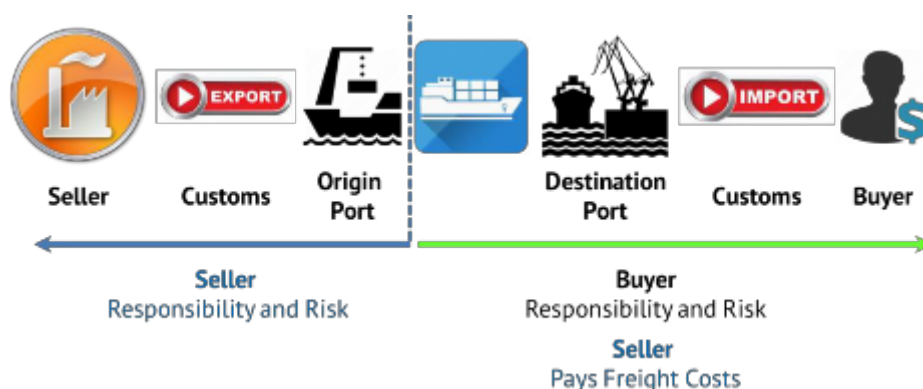 EXPORT
IMPORT
$
Seller
Customs
Origin
Port
Destination
Port
Customs
Buyer
Seller
Responsibility and Risk
Buyer
Responsibility and Risk
Seller
Pays Freight Costs